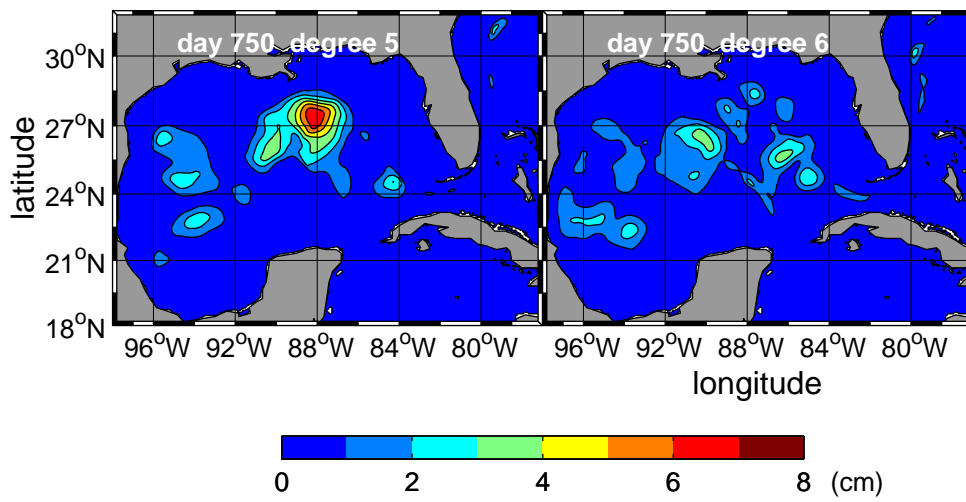 day 750  degree 5
day 750  degree 6
30°N
27°N
24°N
21°N
18°N
latitude
96°W 92°W 88°W 84°W 80°W
96°W 92°W 88°W 84°W 80°W
longitude
0 2 4 6 8 (cm)